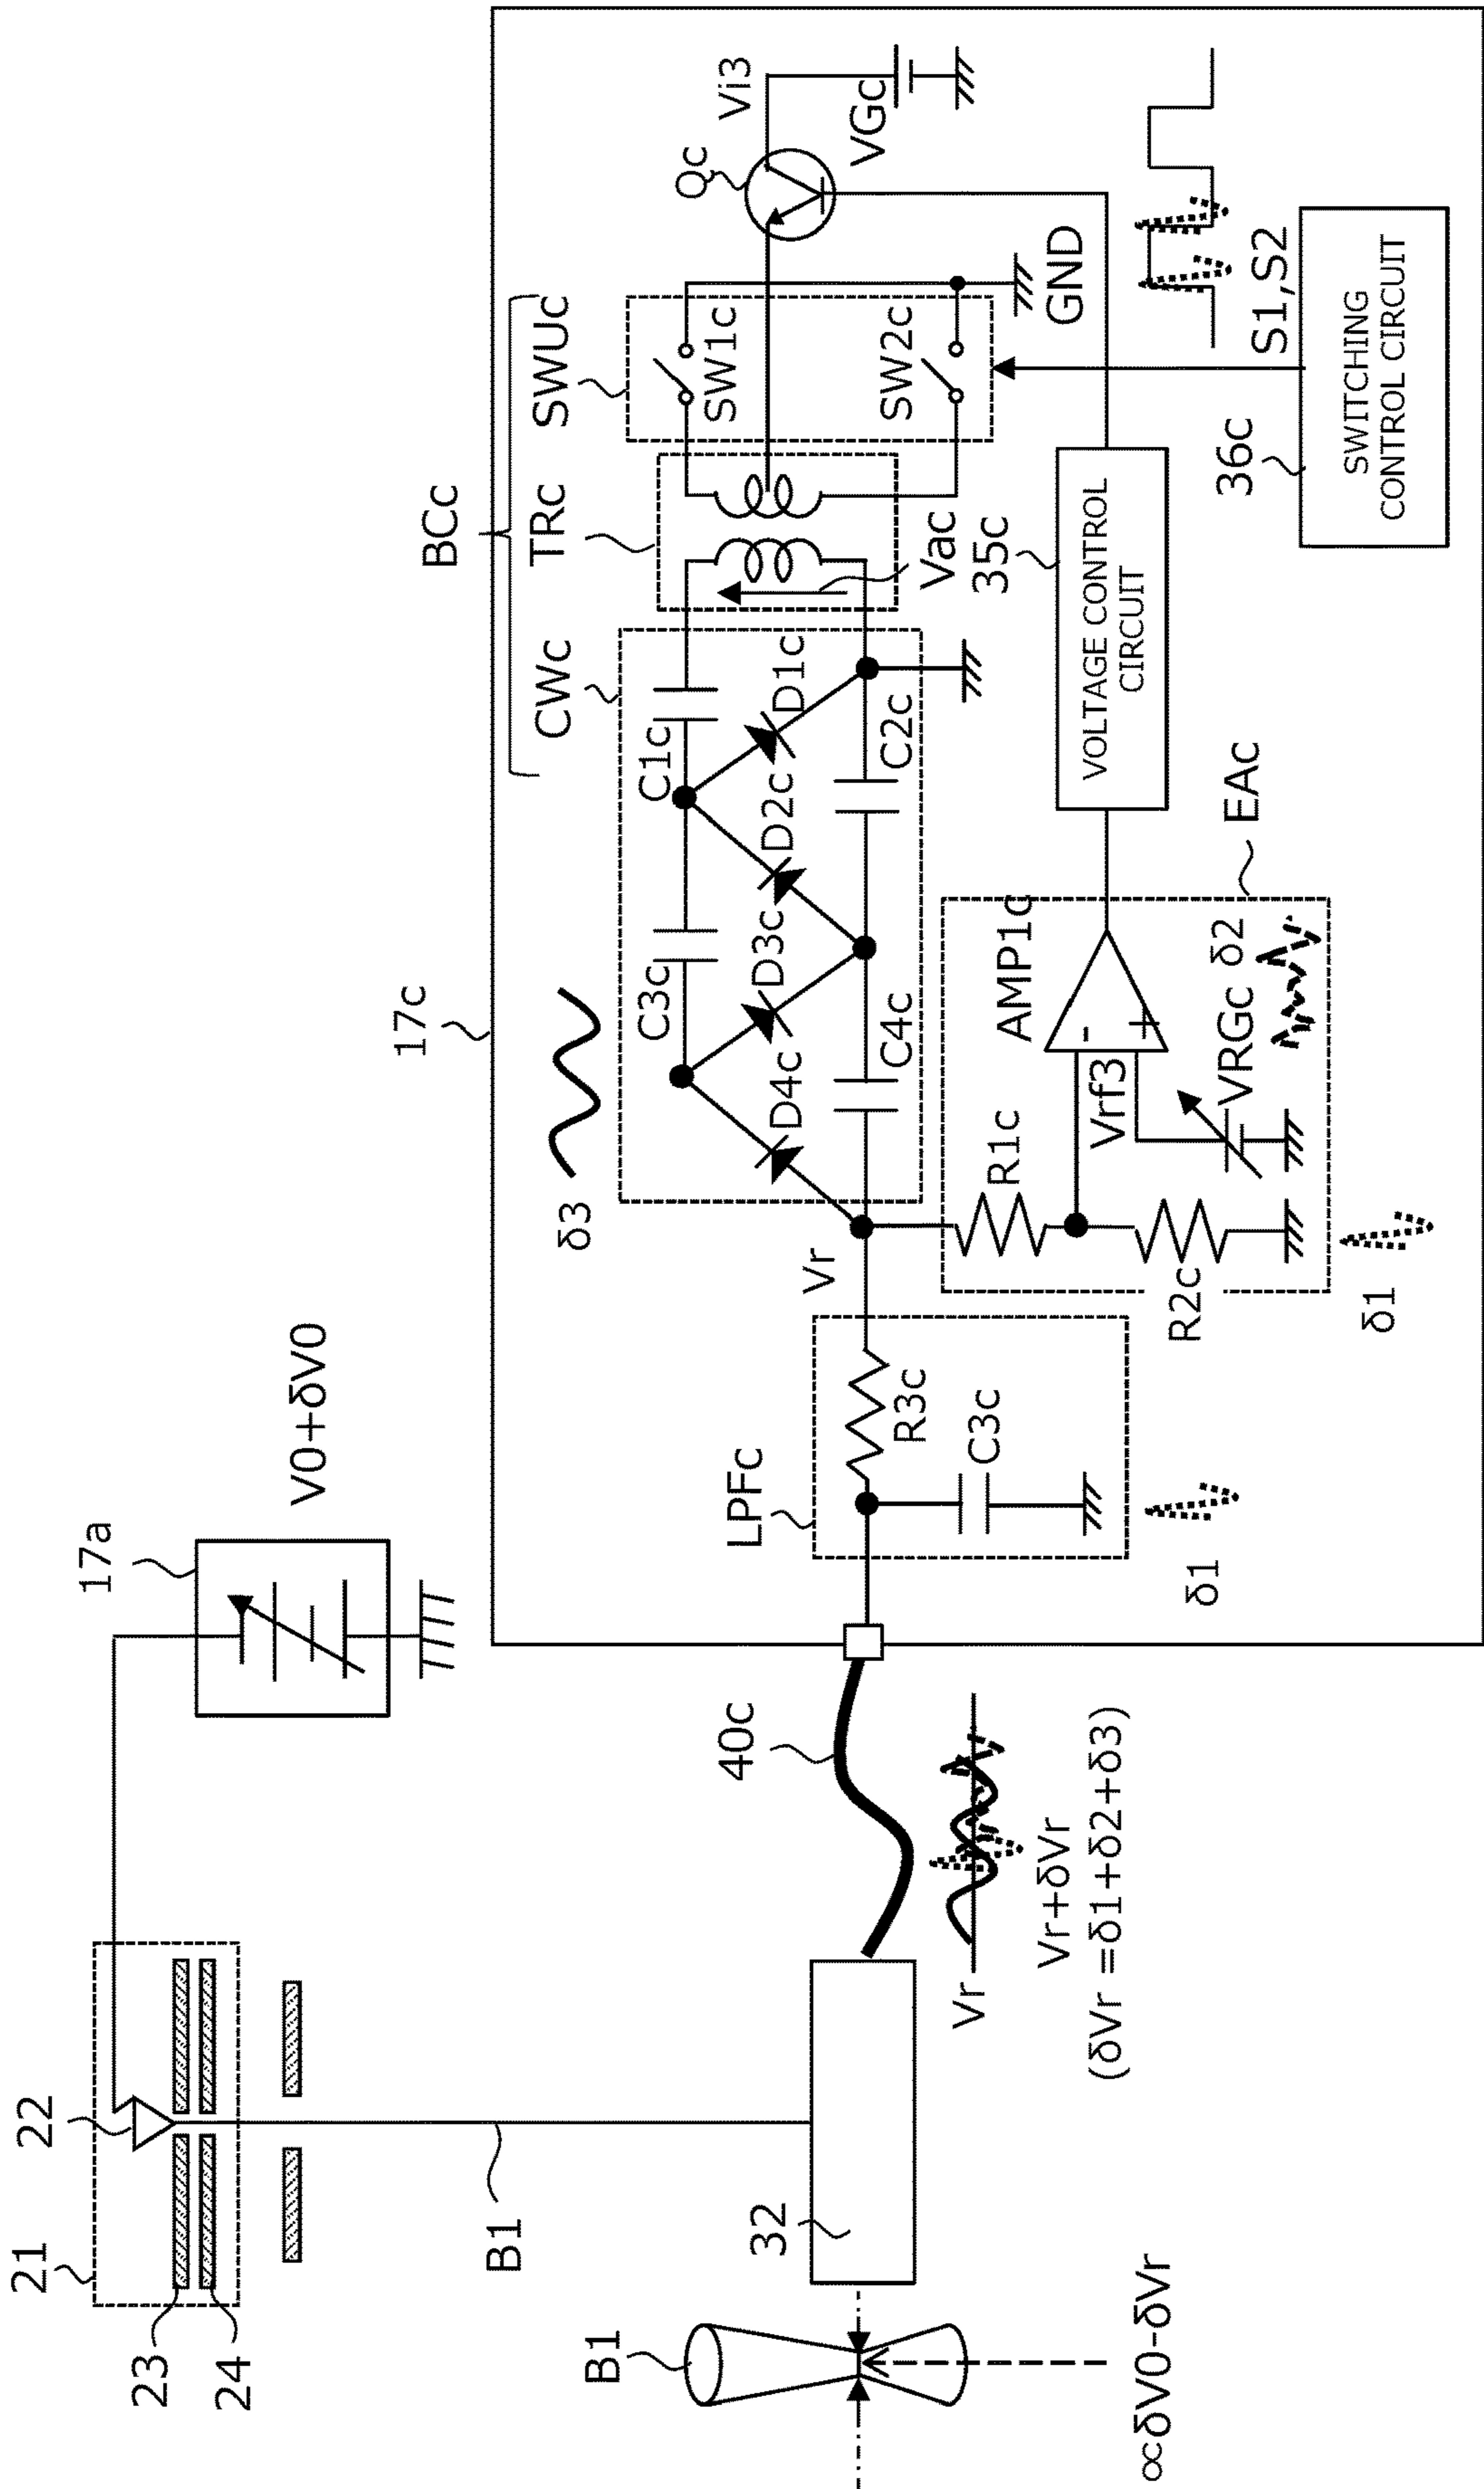 21
22
23
24
17a
V0+δV0
B1
B1
32
∝δV0-δVr
40c
Vr
Vr+δVr
(δVr =δ1+δ2+δ3)
17c
BCc
CWc
TRc
SWUc
δ3
C3c
C1c
D4c
D3c
D2c
D1c
C4c
C2c
Vac
SW1c
SW2c
Qc
Vi3
VGc
GND
LPFc
R3c
C3c
δ1
Vr
R1c
R2c
δ1
Vrf3
AMP1c
-
+
VRGc
δ2
EAc
35c
VOLTAGE CONTROL
CIRCUIT
36c
S1,S2
SWITCHING
CONTROL CIRCUIT